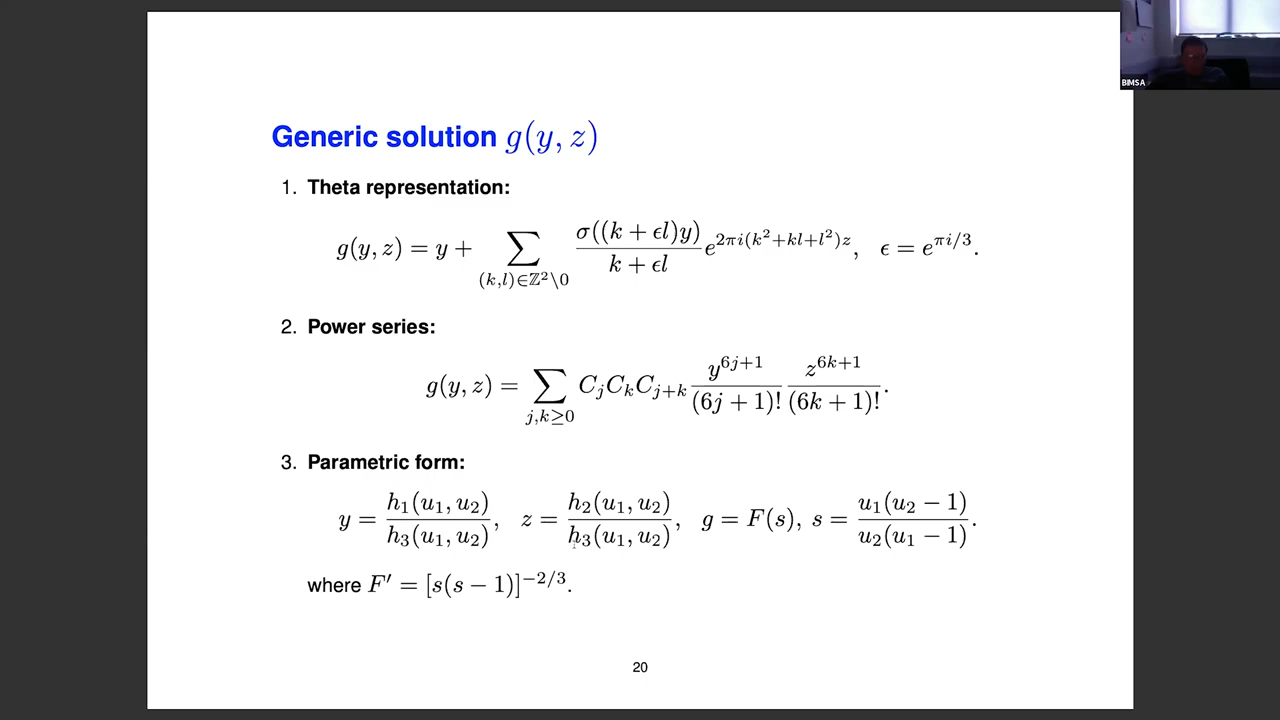 BIMSA
Generic solution g(y, z)
1. Theta representation:
g(y, z) = y + ∑_{(k,l)∈ℤ²\0} σ((k + ϵl)y) / (k + ϵl) e^{2πi(k²+kl+l²)z}, ϵ = e^{πi/3}.
2. Power series:
g(y, z) = ∑_{j,k≥0} C_j C_k C_{j+k} y^{6j+1} / (6j + 1)! z^{6k+1} / (6k + 1)!.
3. Parametric form:
y = h₁(u₁, u₂) / h₃(u₁, u₂), z = h₂(u₁, u₂) / h₃(u₁, u₂), g = F(s), s = u₁(u₂ − 1) / u₂(u₁ − 1).
where F′ = [s(s − 1)]^{−2/3}.
20